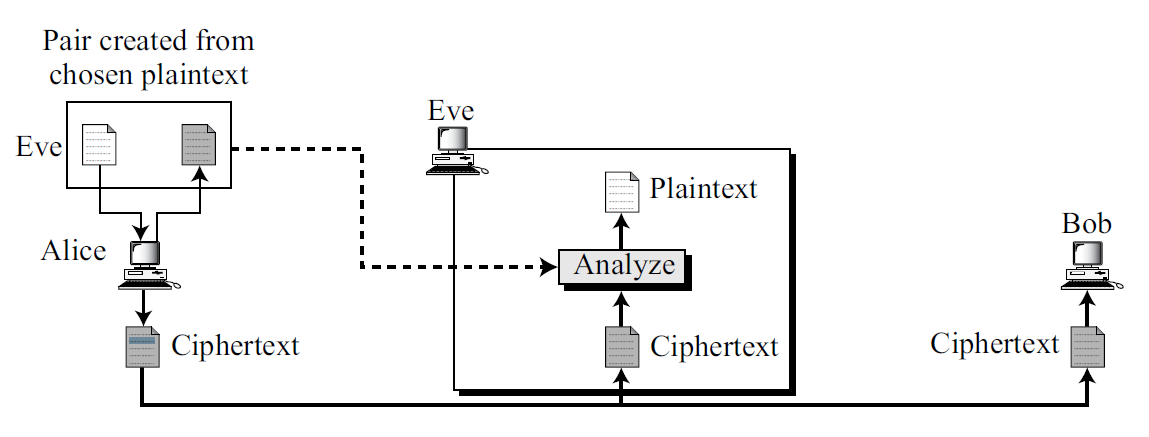 Pair created from
chosen plaintext
Eve
Eve
Plaintext
Bob
Alice
Analyze
Ciphertext
Ciphertext
Ciphertext